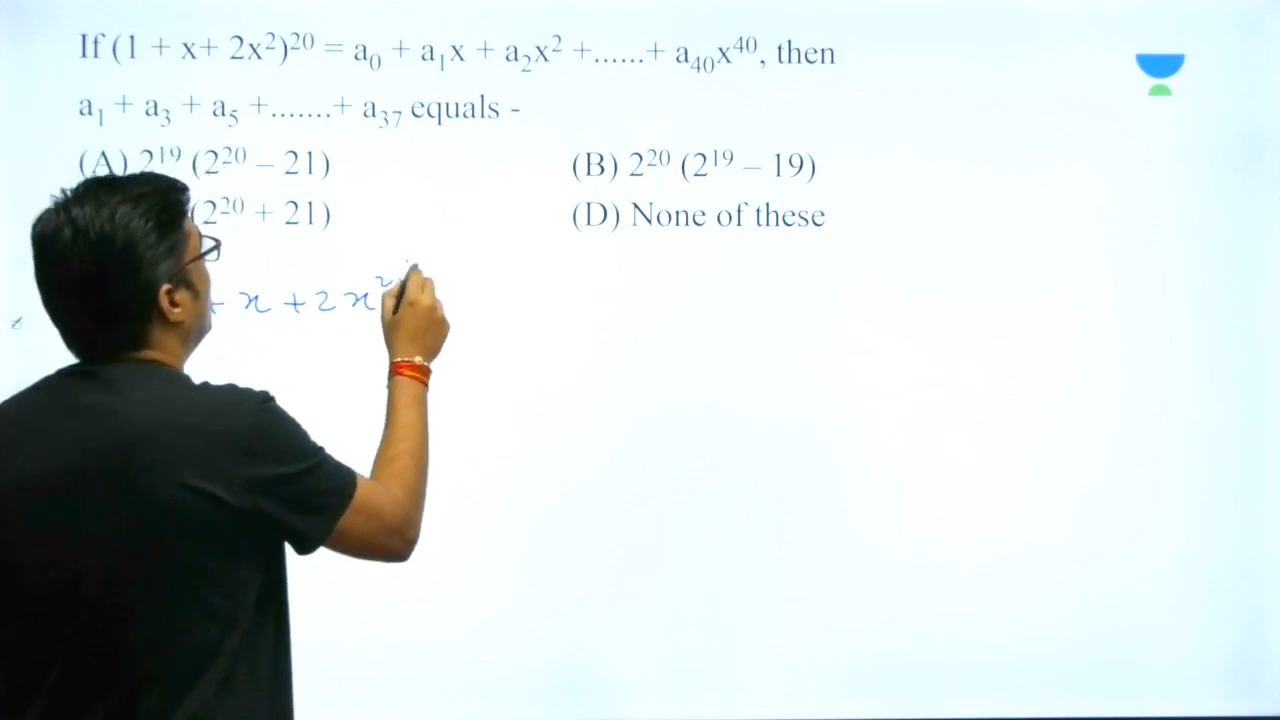 If (1 + x+ 2x²)²⁰ = a₀ + a₁x + a₂x² +......+ a₄₀x⁴⁰, then
a₁ + a₃ + a₅ +.......+ a₃₇ equals -
(A) 2¹⁹ (2²⁰ – 21)
(B) 2²⁰ (2¹⁹ – 19)
(2²⁰ + 21)
(D) None of these
+ x + 2x²